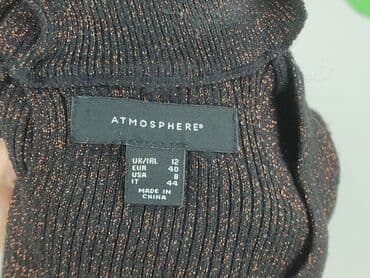 ATMOSPHERE®
UK/IRL 12
EUR 40
USA 8
IT 44
MADE IN
CHINA